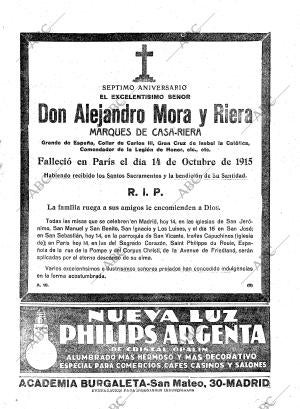 SEPTIMO ANIVERSARIO
EL EXCELENTISIMO SEÑOR
Don Alejandro Mora y Riera
MARQUES DE CASA-RIERA
Grande de España, Collar de Carlos III, Gran Cruz de Isabel la Católica,
Comendador de la Legión de Honor, etc., etc.
Falleció en París el día 14 de Octubre de 1915
Habiendo recibido los Santos Sacramentos y la bendición de Su Santidad.
R. I. P.
La familia ruega a sus amigos le encomienden a Dios.
Todas las misas que se celebren en Madrid, hoy 14, en las iglesias de San Jeró-
nimo, San Manuel y San Benito, San Ignacio y Los Luises, y el día 16 en San José;
en San Sebastián, hoy 14, en la parroquia de San Vicente, frailes Capuchinos (iglesia
de); en París hoy 14, en las del Sagrado Corazón, Saint Philippe du Roule, Espa-
ñola de la rue de la Pompe y del Corpus Christi, de la Avenue de Friedland, serán
aplicadas por el eterno descanso de su alma.
Varios excelentísimos e ilustrísimos señores prelados han concedido indulgencias
en la forma acostumbrada.
NUEVA LUZ
PHILIPS ARGENTA
DE CRISTAL OPALIN
ALUMBRADO MAS HERMOSO Y MAS DECORATIVO
ESPECIAL PARA COMERCIOS, CAFES CASINOS Y SALONES
ACADEMIA BURGALETA-San Mateo, 30-MADRID